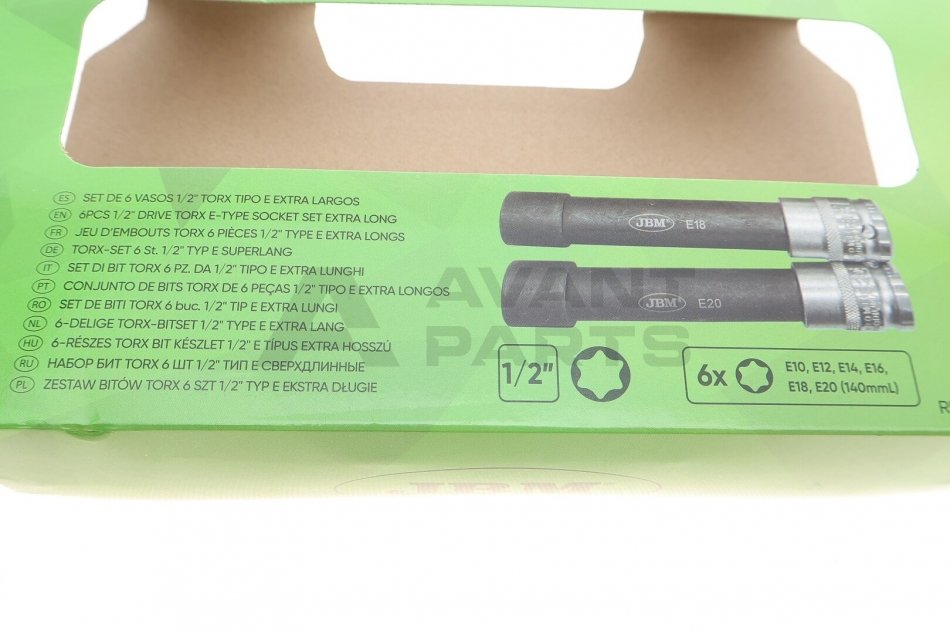 ES SET DE 6 VASOS 1/2" TORX TIPO E EXTRA LARGOS
EN 6PCS 1/2" DRIVE TORX E-TYPE SOCKET SET EXTRA LONG
FR JEU D'EMBOUTS TORX 6 PIÈCES 1/2" TYPE E EXTRA LONGS
DE TORX-SET 6 St. 1/2" TYP E SUPERLANG
IT SET DI BIT TORX 6 PZ. DA 1/2" TIPO E EXTRA LUNGHI
PT CONJUNTO DE BITS TORX DE 6 PEÇAS 1/2" TIPO E EXTRA LONGOS
RO SET DE BITI TORX 6 buc. 1/2" TIP E EXTRA LUNGI
NL 6-DELIGE TORX-BITSET 1/2" TYPE E EXTRA LANG
HU 6-RÉSZES TORX BIT KÉSZLET 1/2" E TÍPUS EXTRA HOSSZÚ
RU НАБОР БИТ TORX 6 ШТ 1/2" ТИП E СВЕРХДЛИННЫЕ
PL ZESTAW BITÓW TORX 6 SZT 1/2" TYP E EKSTRA DŁUGIE
JBM E18
JBM E20
AVANT
PARTS
1/2"
6x E10, E12, E14, E16,
E18, E20 (140mmL)